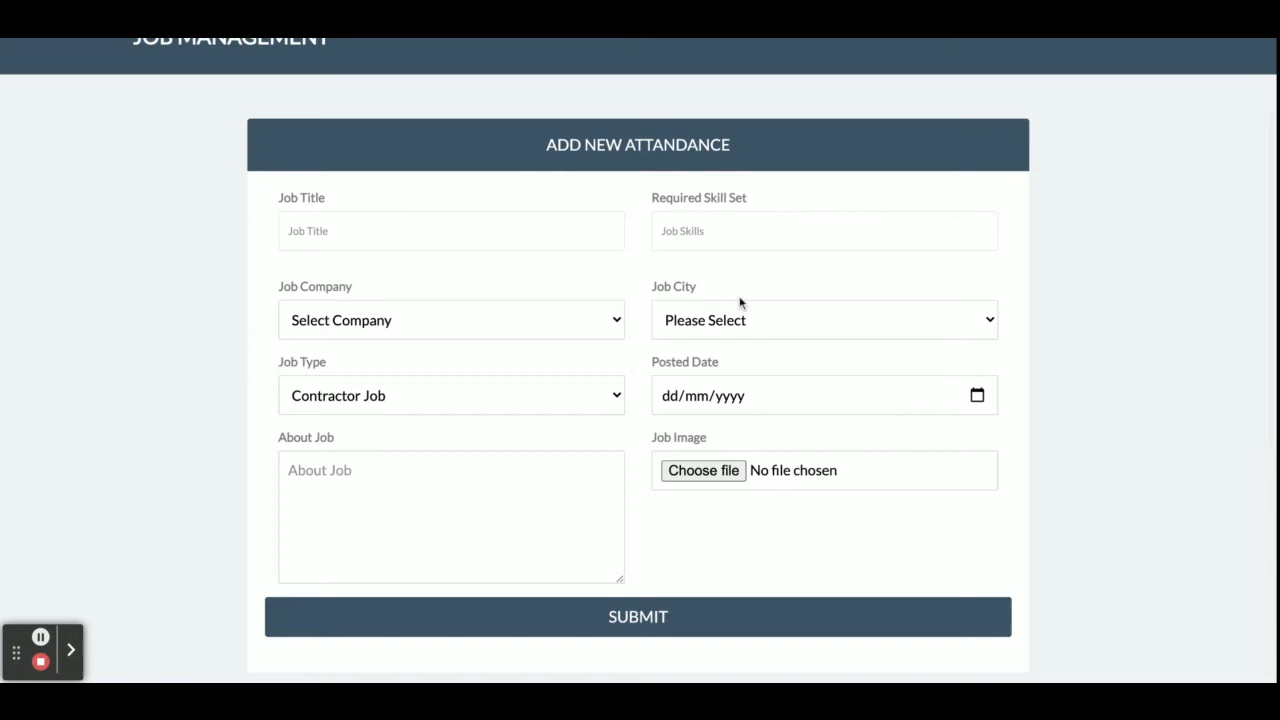 JOB MANAGEMENT
ADD NEW ATTANDANCE
Job Title
Required Skill Set
Job Title
Job Skills
Job Company
Job City
Select Company
Please Select
Job Type
Posted Date
Contractor Job
dd/mm/yyyy
About Job
Job Image
About Job
Choose file No file chosen
SUBMIT